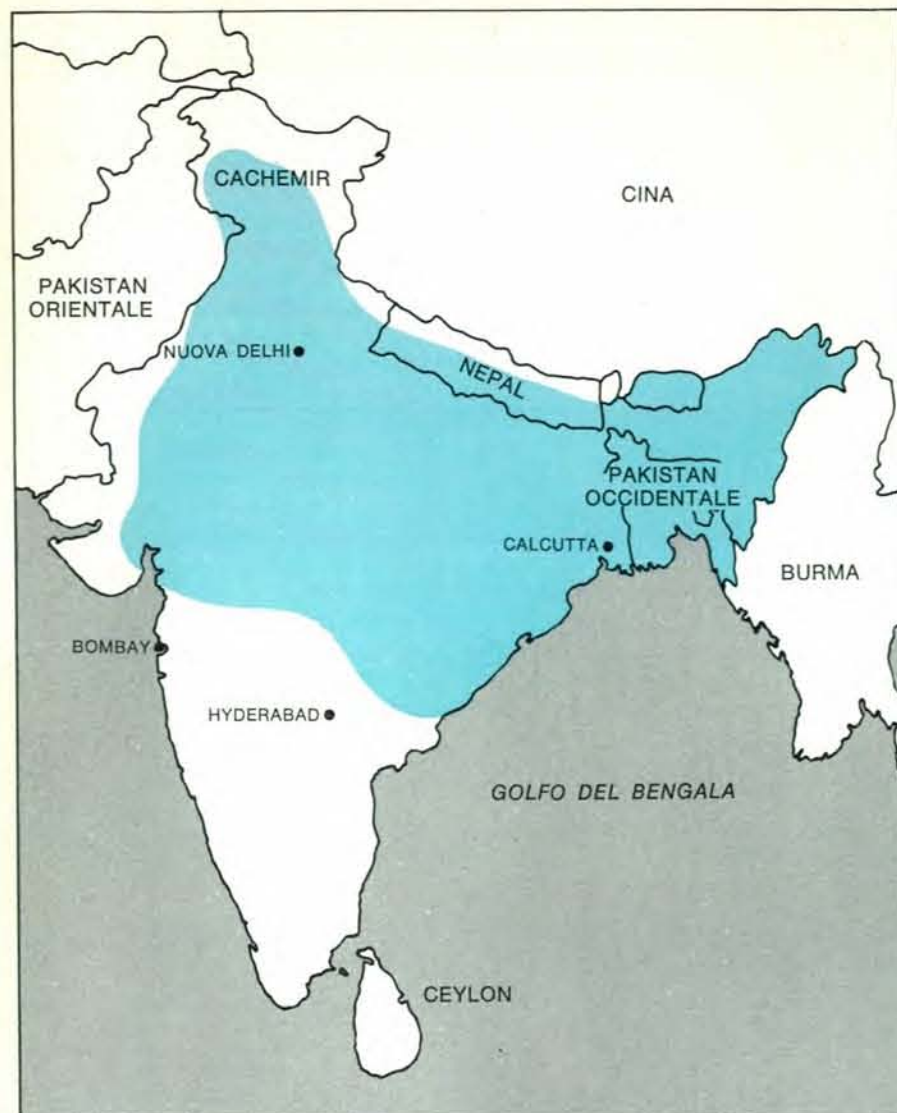 CACHEMIR
CINA
PAKISTAN
ORIENTALE
NUOVA DELHI
NEPAL
PAKISTAN
OCCIDENTALE
CALCUTTA
BURMA
BOMBAY
HYDERABAD
GOLFO DEL BENGALA
CEYLON